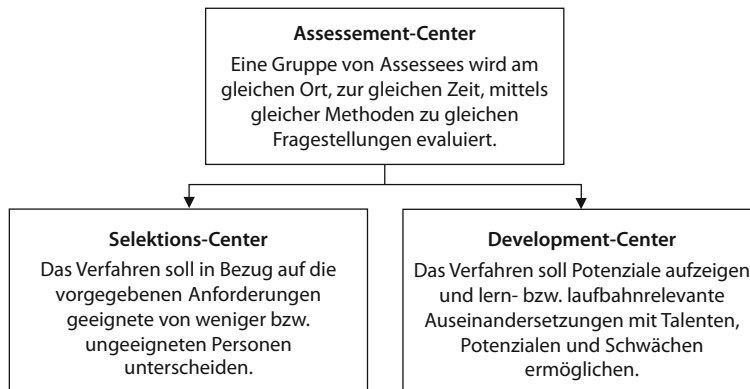 Assessement-Center
Eine Gruppe von Assessees wird am
gleichen Ort, zur gleichen Zeit, mittels
gleicher Methoden zu gleichen
Fragestellungen evaluiert.
Selektions-Center
Das Verfahren soll in Bezug auf die
vorgegebenen Anforderungen
geeignete von weniger bzw.
ungeeigneten Personen
unterscheiden.
Development-Center
Das Verfahren soll Potenziale aufzeigen
und lern- bzw. laufbahnrelevante
Auseinandersetzungen mit Talenten,
Potenzialen und Schwächen
ermöglichen.